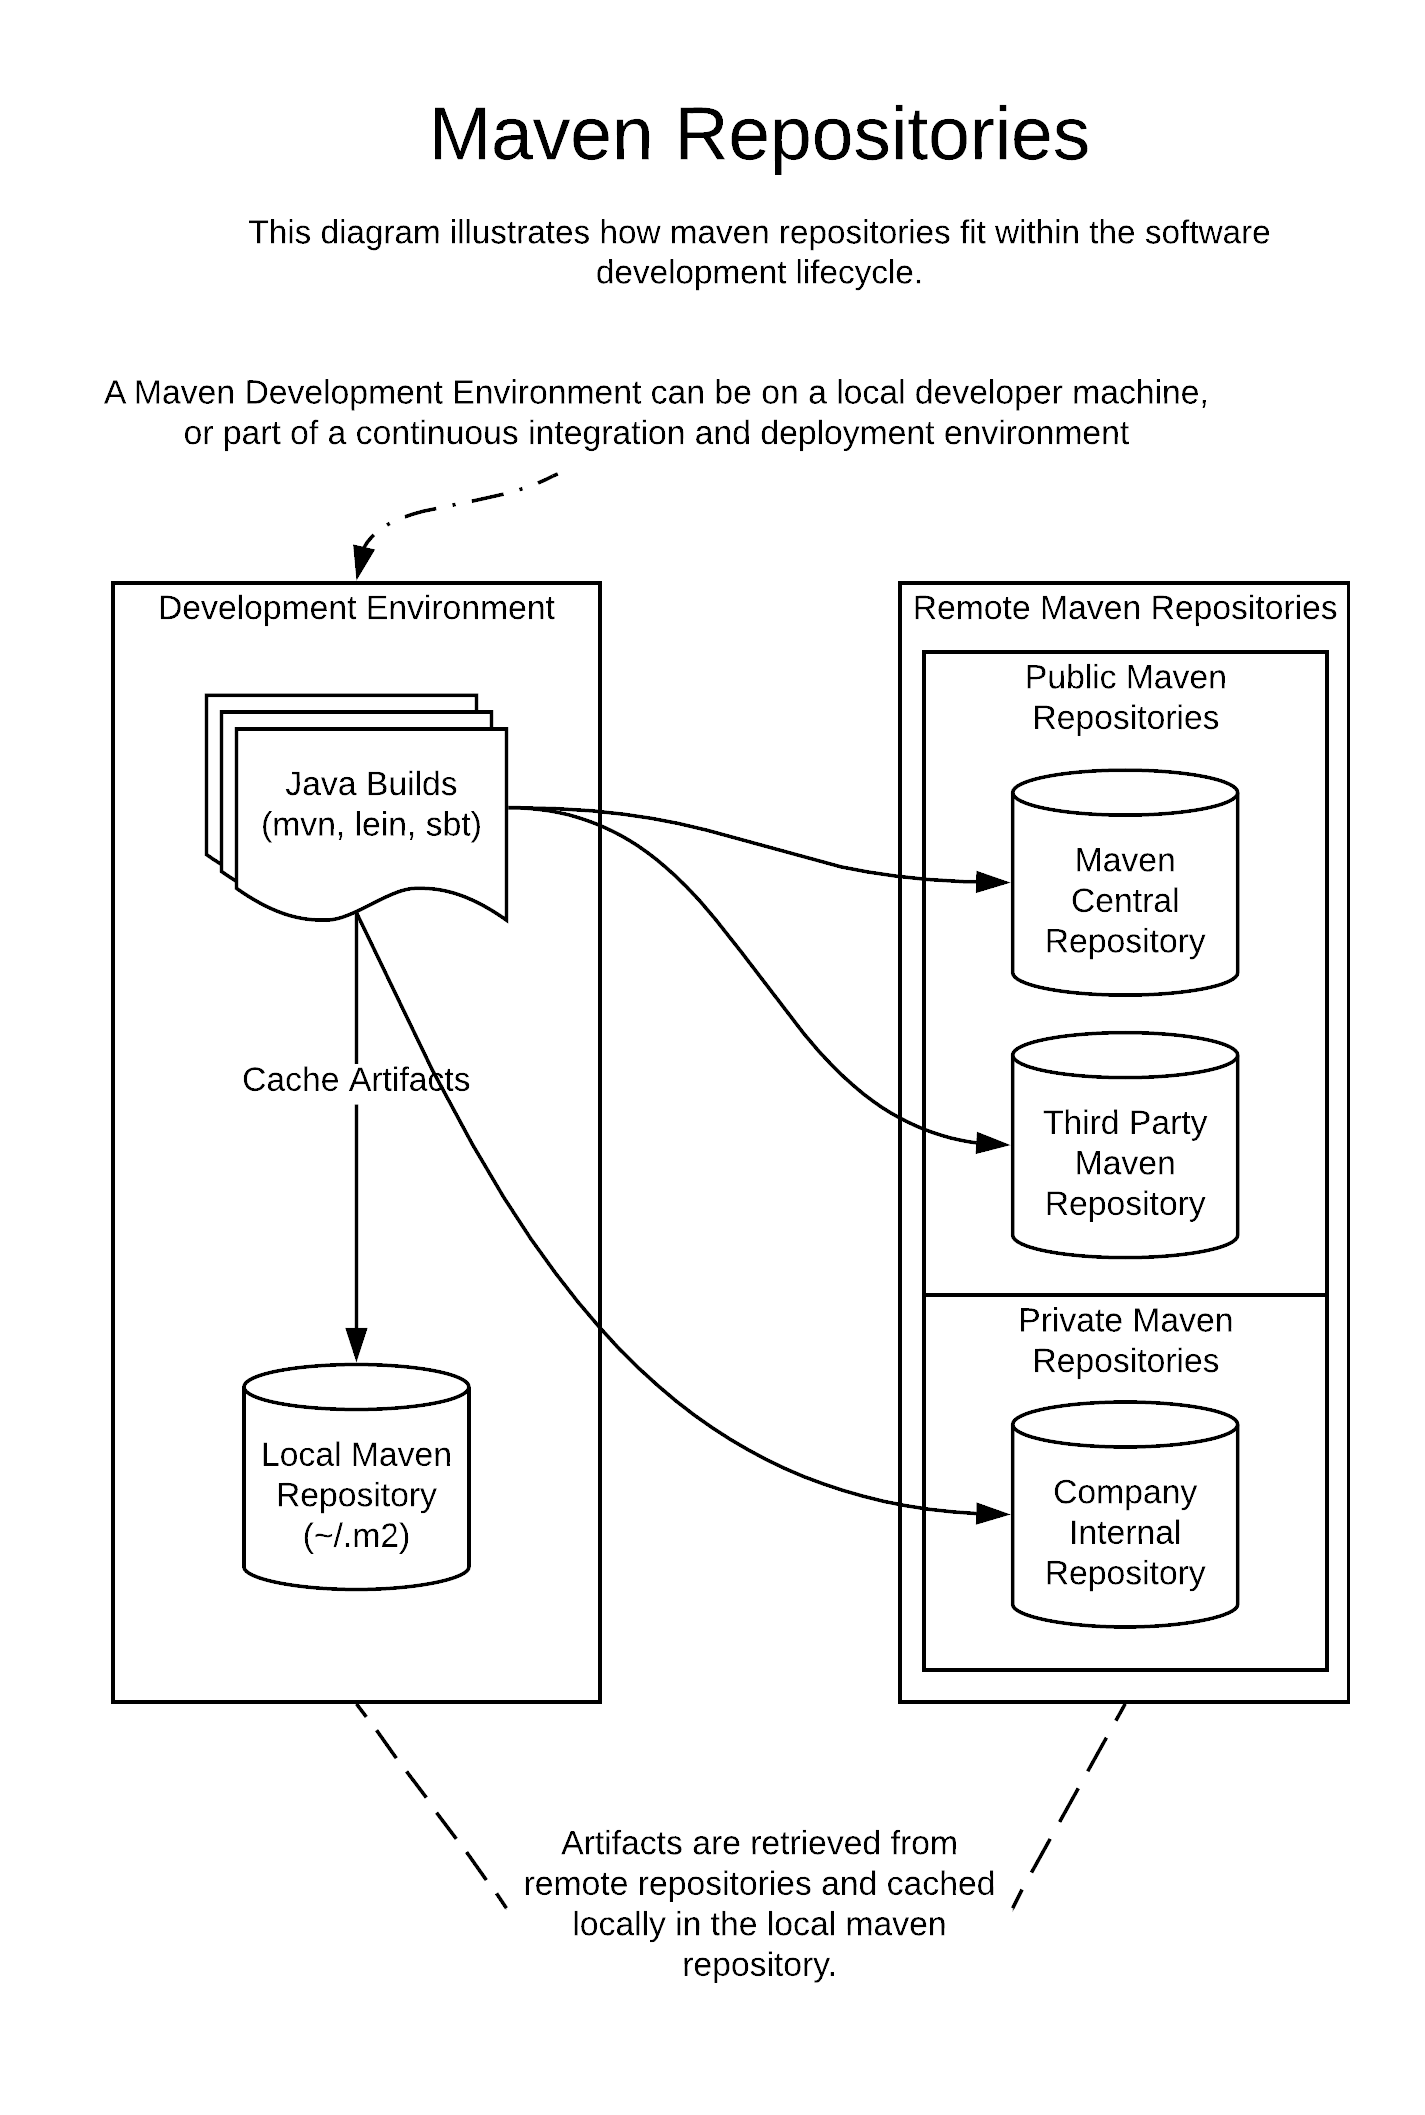 Maven Repositories
This diagram illustrates how maven repositories fit within the software
development lifecycle.
A Maven Development Environment can be on a local developer machine,
or part of a continuous integration and deployment environment
Development Environment
Java Builds
(mvn, lein, sbt)
Cache Artifacts
Local Maven
Repository
(~/.m2)
Remote Maven Repositories
Public Maven
Repositories
Maven
Central
Repository
Third Party
Maven
Repository
Private Maven
Repositories
Company
Internal
Repository
Artifacts are retrieved from
remote repositories and cached
locally in the local maven
repository.